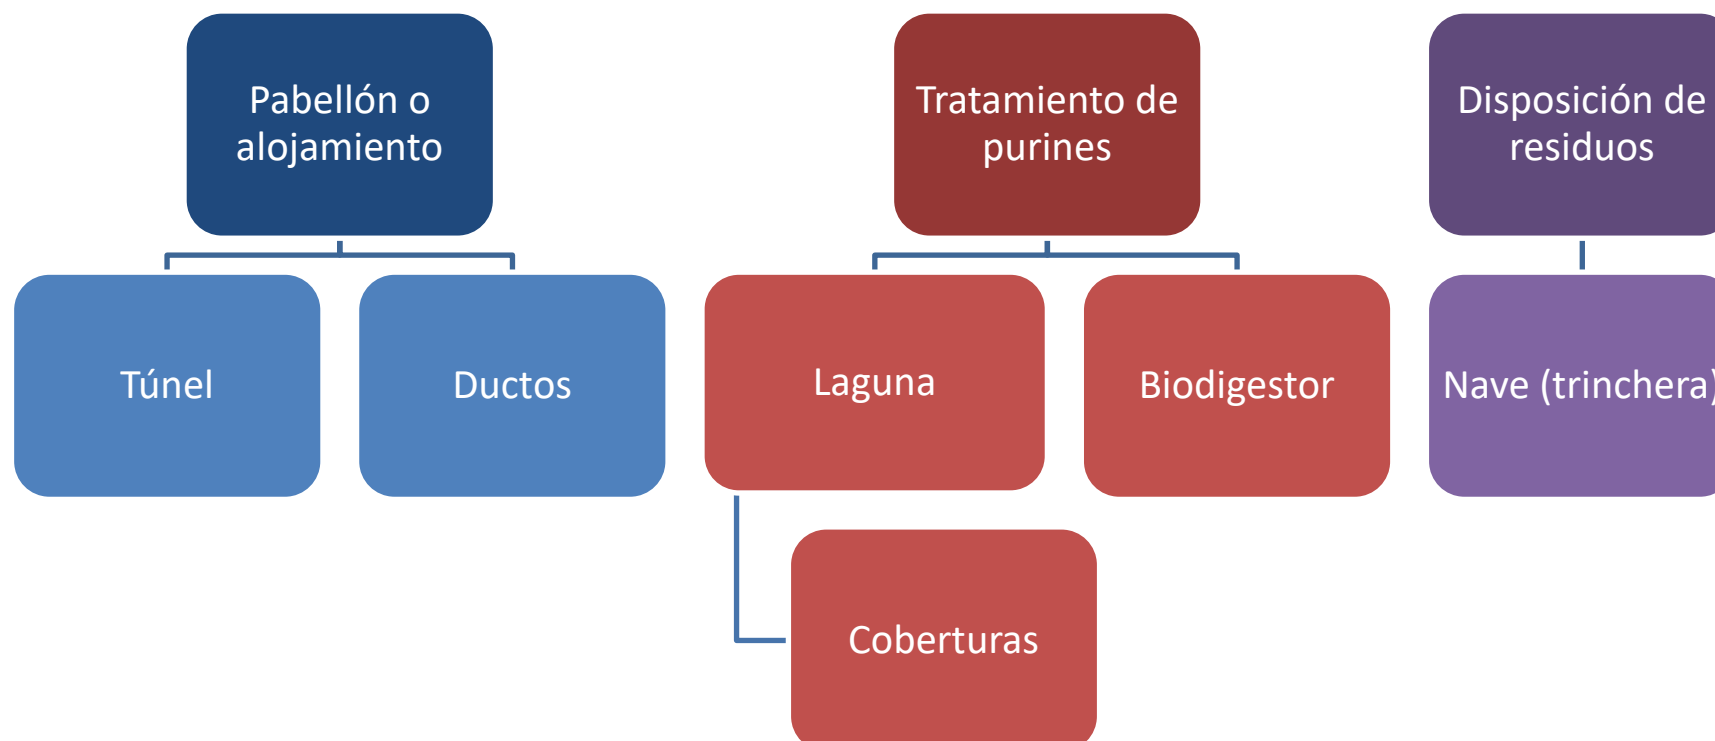 Pabellón o
alojamiento
Tratamiento de
purines
Disposición de
residuos
Túnel
Ductos
Laguna
Biodigestor
Nave (trinchera)
Coberturas